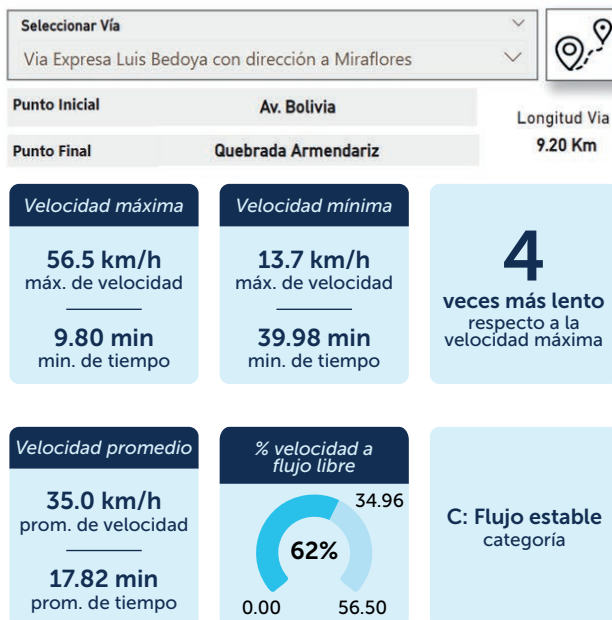 Seleccionar Vía
Via Expresa Luis Bedoya con dirección a Miraflores
Punto Inicial
Av. Bolivia
Longitud Via
9.20 Km
Punto Final
Quebrada Armendariz
Velocidad máxima
56.5 km/h
máx. de velocidad
9.80 min
min. de tiempo
Velocidad mínima
13.7 km/h
máx. de velocidad
39.98 min
min. de tiempo
4
veces más lento
respecto a la
velocidad máxima
Velocidad promedio
35.0 km/h
prom. de velocidad
17.82 min
prom. de tiempo
% velocidad a
flujo libre
34.96
62%
0.00
56.50
C: Flujo estable
categoría